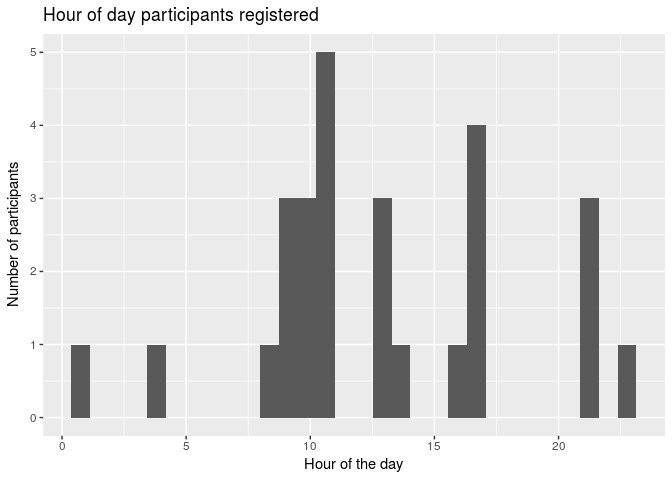 Hour of day participants registered
Number of participants
5
4
3
2
1
0
0 5 10 15 20
Hour of the day